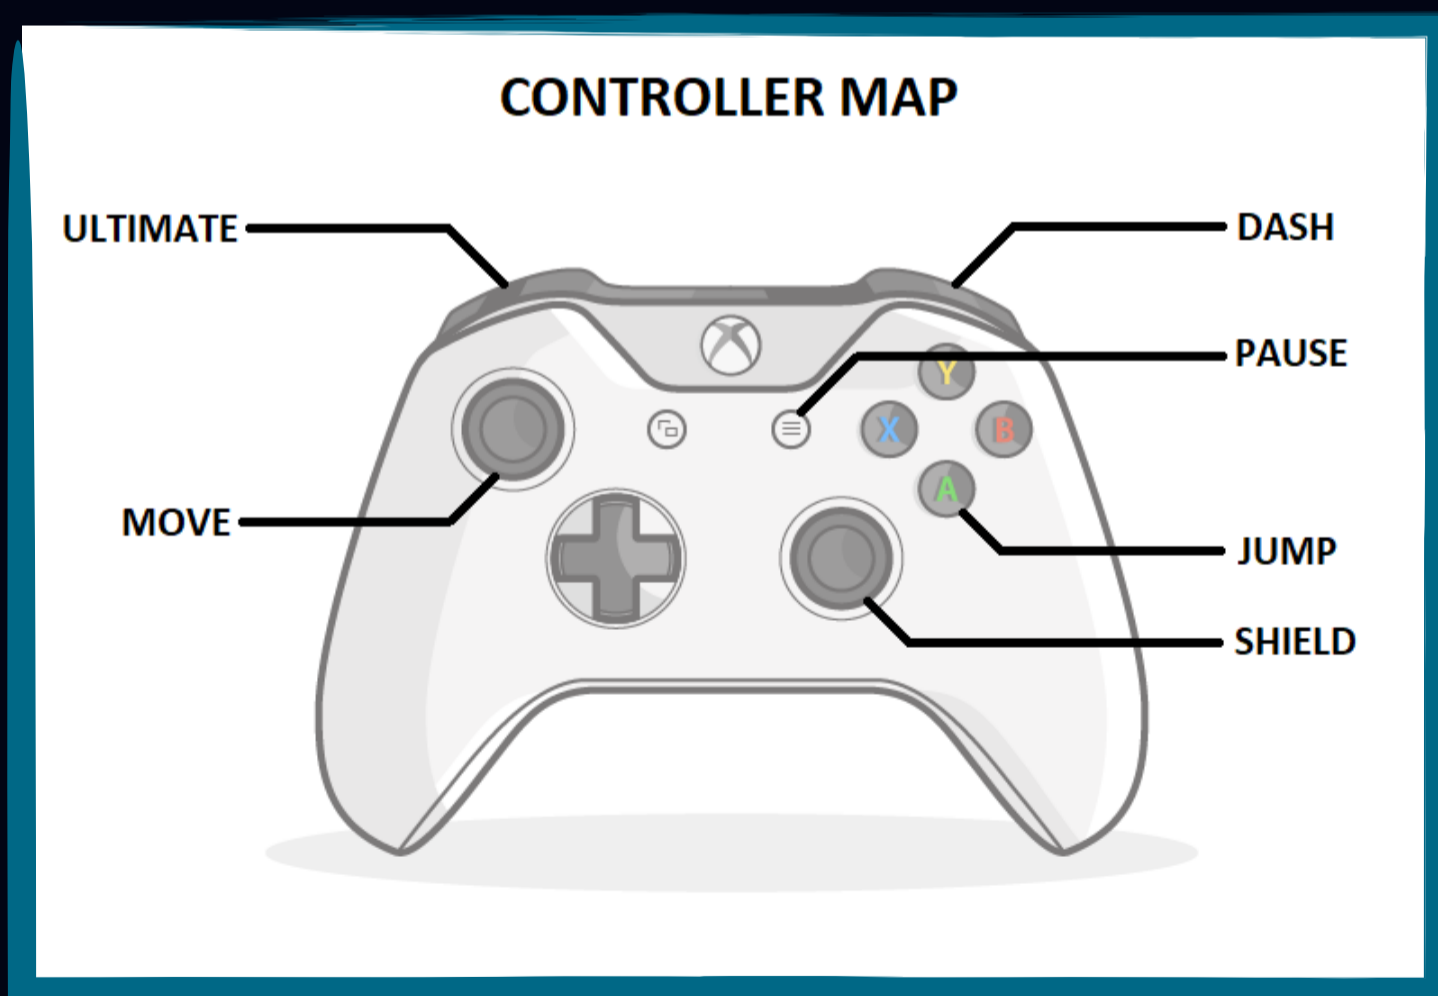 CONTROLLER MAP
ULTIMATE
DASH
PAUSE
Y
X
B
A
MOVE
JUMP
SHIELD